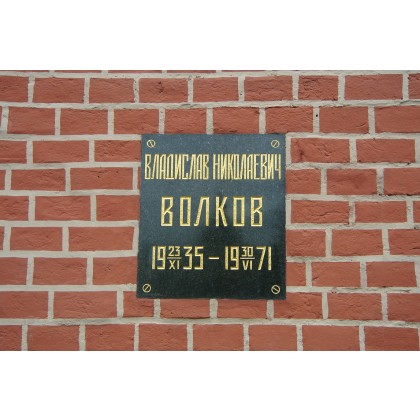 ВЛАДИСЛАВ НИКОЛАЕВИЧ
ВОЛКОВ
19 23/XI 35 – 19 30/VI 71